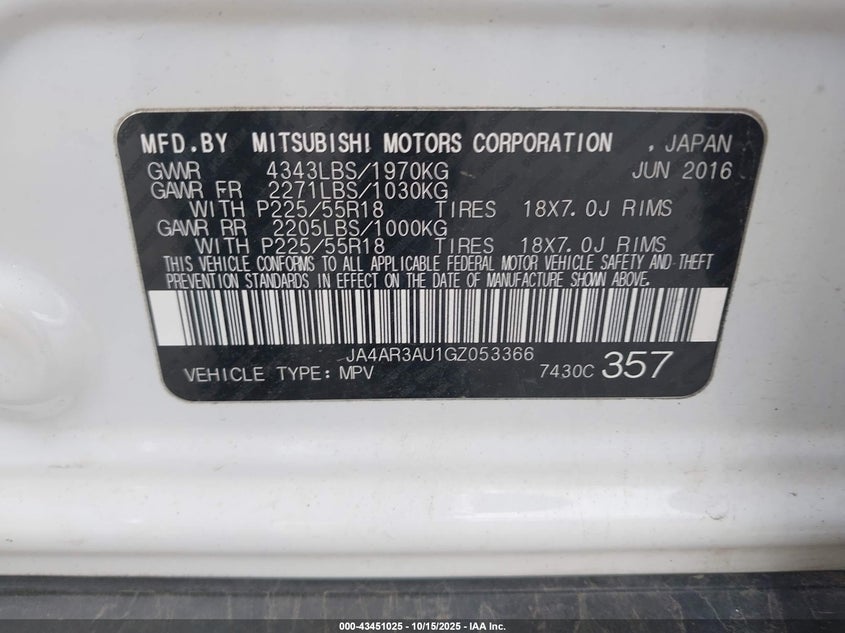 MFD.BY MITSUBISHI MOTORS CORPORATION , JAPAN
GVWR 4343LBS/1970KG JUN 2016
GAWR FR 2271LBS/1030KG
WITH P225/55R18 TIRES 18X7.0J RIMS
GAWR RR 2205LBS/1000KG
WITH P225/55R18 TIRES 18X7.0J RIMS
THIS VEHICLE CONFORMS TO ALL APPLICABLE FEDERAL MOTOR VEHICLE SAFETY AND THEFT
PREVENTION STANDARDS IN EFFECT ON THE DATE OF MANUFACTURE SHOWN ABOVE.
JA4AR3AU1GZ053366
VEHICLE TYPE: MPV 7430C 357
000-43451025 - 10/15/2025 - IAA Inc.